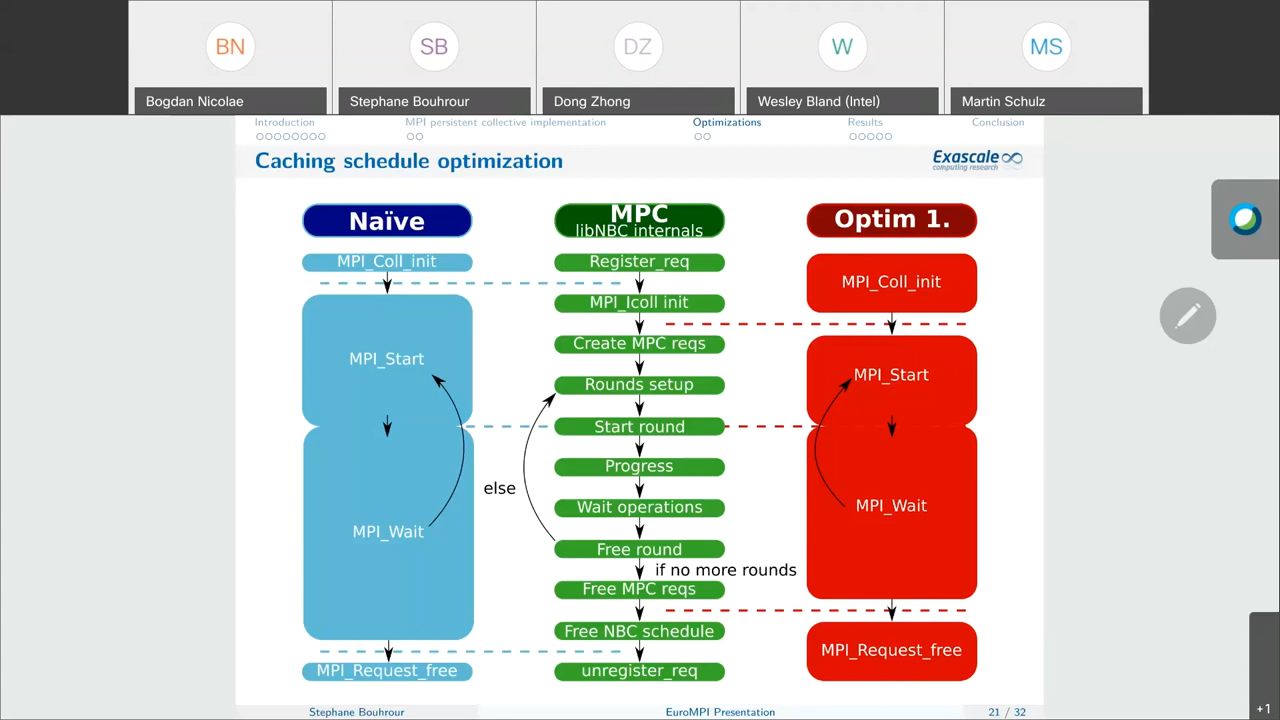 BN
SB
DZ
W
MS
Bogdan Nicolae
Stephane Bouhrour
Dong Zhong
Wesley Bland (Intel)
Martin Schulz
Introduction
MPI persistent collective implementation
Optimizations
Results
Conclusion
Caching schedule optimization
Exascale
computing research
Naïve
MPI_Coll_init
MPI_Start
MPI_Wait
MPI_Request_free
MPC
libNBC internals
Register_req
MPI_Icoll init
Create MPC reqs
Rounds setup
Start round
Progress
Wait operations
else
Free round
if no more rounds
Free MPC reqs
Free NBC schedule
unregister_req
Optim 1.
MPI_Coll_init
MPI_Start
MPI_Wait
MPI_Request_free
Stephane Bouhrour
EuroMPI Presentation
21 / 32
+1